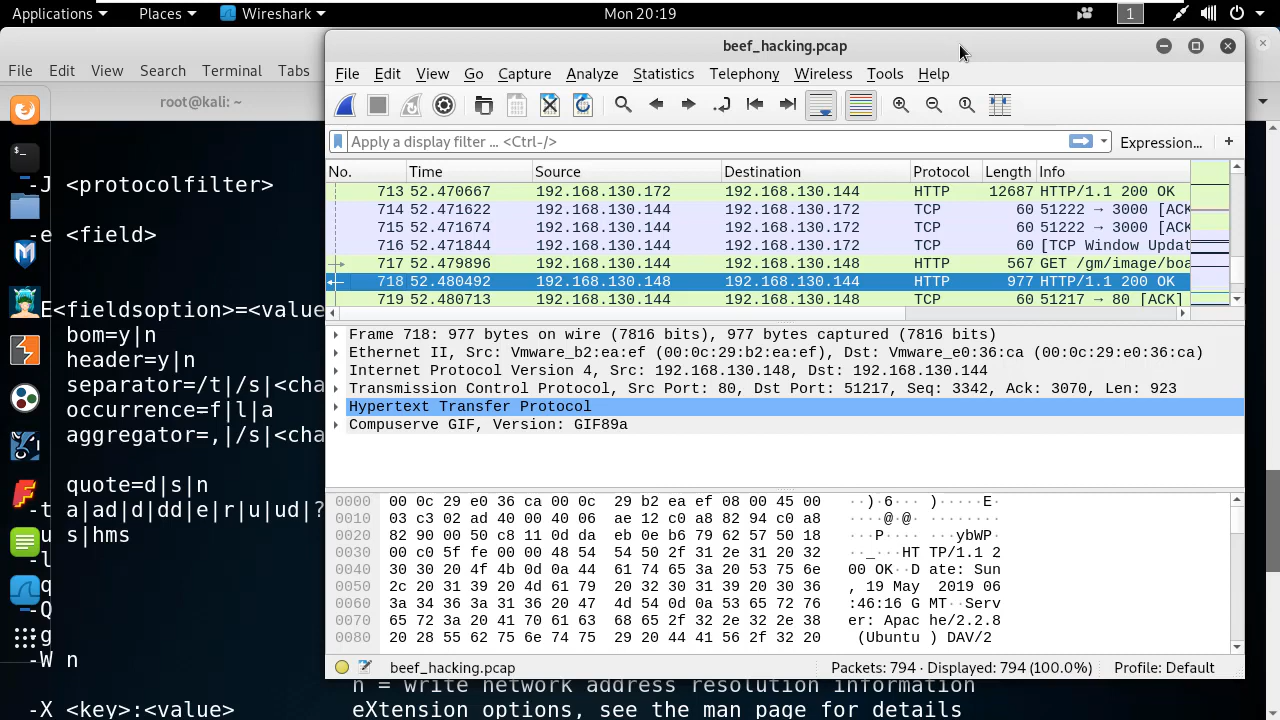 Applications Places Wireshark Mon 20:19 1
beef_hacking.pcap
File Edit View Search Terminal Tabs
File Edit View Go Capture Analyze Statistics Telephony Wireless Tools Help
root@kali: ~
Apply a display filter ... <Ctrl-/> Expression... +
No. Time Source Destination Protocol Length Info
713 52.470667 192.168.130.172 192.168.130.144 HTTP 12687 HTTP/1.1 200 OK
714 52.471622 192.168.130.144 192.168.130.172 TCP 60 51222 → 3000 [ACK
715 52.471674 192.168.130.144 192.168.130.172 TCP 60 51222 → 3000 [ACK
716 52.471844 192.168.130.144 192.168.130.172 TCP 60 [TCP Window Updat
717 52.479896 192.168.130.144 192.168.130.148 HTTP 567 GET /gm/image/boa
718 52.480492 192.168.130.148 192.168.130.144 HTTP 977 HTTP/1.1 200 OK
719 52.480713 192.168.130.144 192.168.130.148 TCP 60 51217 → 80 [ACK]
Frame 718: 977 bytes on wire (7816 bits), 977 bytes captured (7816 bits)
Ethernet II, Src: Vmware_b2:ea:ef (00:0c:29:b2:ea:ef), Dst: Vmware_e0:36:ca (00:0c:29:e0:36:ca)
Internet Protocol Version 4, Src: 192.168.130.148, Dst: 192.168.130.144
Transmission Control Protocol, Src Port: 80, Dst Port: 51217, Seq: 3342, Ack: 3070, Len: 923
Hypertext Transfer Protocol
Compuserve GIF, Version: GIF89a
0000 00 0c 29 e0 36 ca 00 0c 29 b2 ea ef 08 00 45 00 ··)·6··· )·····E·
0010 03 c3 02 ad 40 00 40 06 ae 12 c0 a8 82 94 c0 a8 ····@·@· ········
0020 82 90 00 50 c8 11 0d da eb 0e b6 79 62 57 50 18 ···P···· ···ybWP·
0030 00 c0 5f fe 00 00 48 54 54 50 2f 31 2e 31 20 32 ··_···HT TP/1.1 2
0040 30 30 20 4f 4b 0d 0a 44 61 74 65 3a 20 53 75 6e 00 OK··D ate: Sun
0050 2c 20 31 39 20 4d 61 79 20 32 30 31 39 20 30 36 , 19 May 2019 06
0060 3a 34 36 3a 31 36 20 47 4d 54 0d 0a 53 65 72 76 :46:16 G MT··Serv
0070 65 72 3a 20 41 70 61 63 68 65 2f 32 2e 32 2e 38 er: Apac he/2.2.8
0080 20 28 55 62 75 6e 74 75 29 20 44 41 56 2f 32 20 (Ubuntu ) DAV/2
beef_hacking.pcap Packets: 794 · Displayed: 794 (100.0%) Profile: Default
-J <protocolfilter>
-e <field>
E<fieldsoption>=<value
bom=y|n
header=y|n
separator=/t|/s|<cha
occurrence=f|l|a
aggregator=,|/s|<cha
quote=d|s|n
-t a|ad|d|dd|e|r|u|ud|?
u s|hms
-l
q
-Q
-g
-W n
n = write network address resolution information
-X <key>:<value> eXtension options, see the man page for details